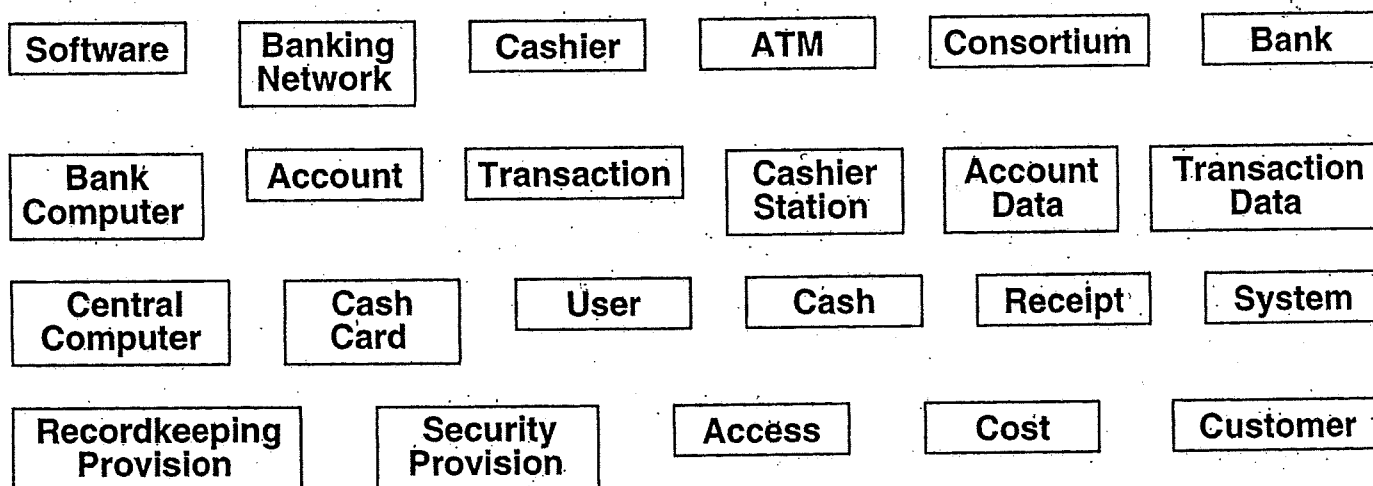 Software
Banking
Network
Cashier
ATM
Consortium
Bank
Bank
Computer
Account
Transaction
Cashier
Station
Account
Data
Transaction
Data
Central
Computer
Cash
Card
User
Cash
Receipt
System
Recordkeeping
Provision
Security
Provision
Access
Cost
Customer